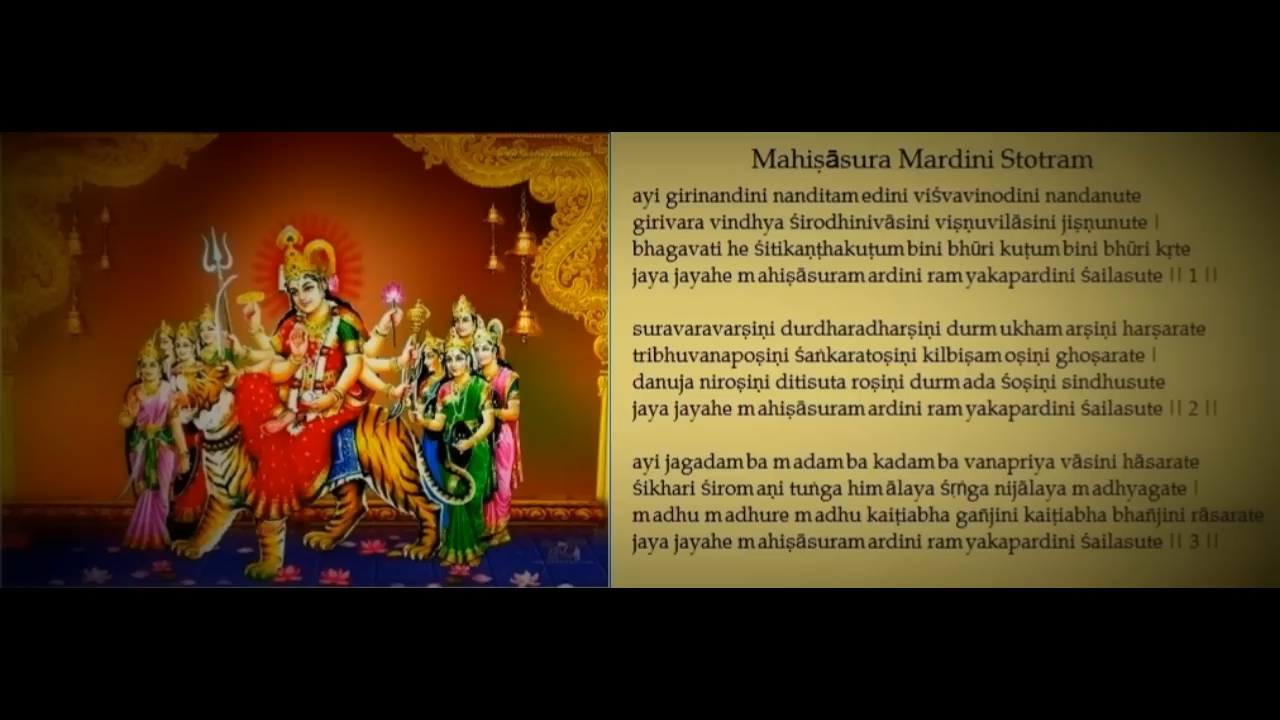 Mahiṣāsura Mardini Stotram
ayi girinandini nanditamedini viśvavinodini nandanute
girivara vindhya śirodhinivāsini viṣṇuvilāsini jiṣṇunute |
bhagavati he śitikaṇṭhakuṭumbini bhūri kuṭumbini bhūri kṛte
jaya jayahe mahiṣāsuramardini ramyakapardini śailasute || 1 ||
suravaravarṣiṇi durdharadharṣiṇi durmukhamarṣiṇi harṣarate
tribhuvanapoṣiṇi śaṅkaratoṣiṇi kilbiṣamoṣiṇi ghoṣarate |
danuja niroṣiṇi ditisuta roṣiṇi durmada śoṣiṇi sindhusute
jaya jayahe mahiṣāsuramardini ramyakapardini śailasute || 2 ||
ayi jagadamba madamba kadamba vanapriya vāsini hāsarate
śikhari śiromaṇi tuṅga himālaya śṛṅga nijālaya madhyagate |
madhu madhure madhu kaiṭiabha gañjini kaiṭiabha bhañjini rāsarate
jaya jayahe mahiṣāsuramardini ramyakapardini śailasute || 3 ||